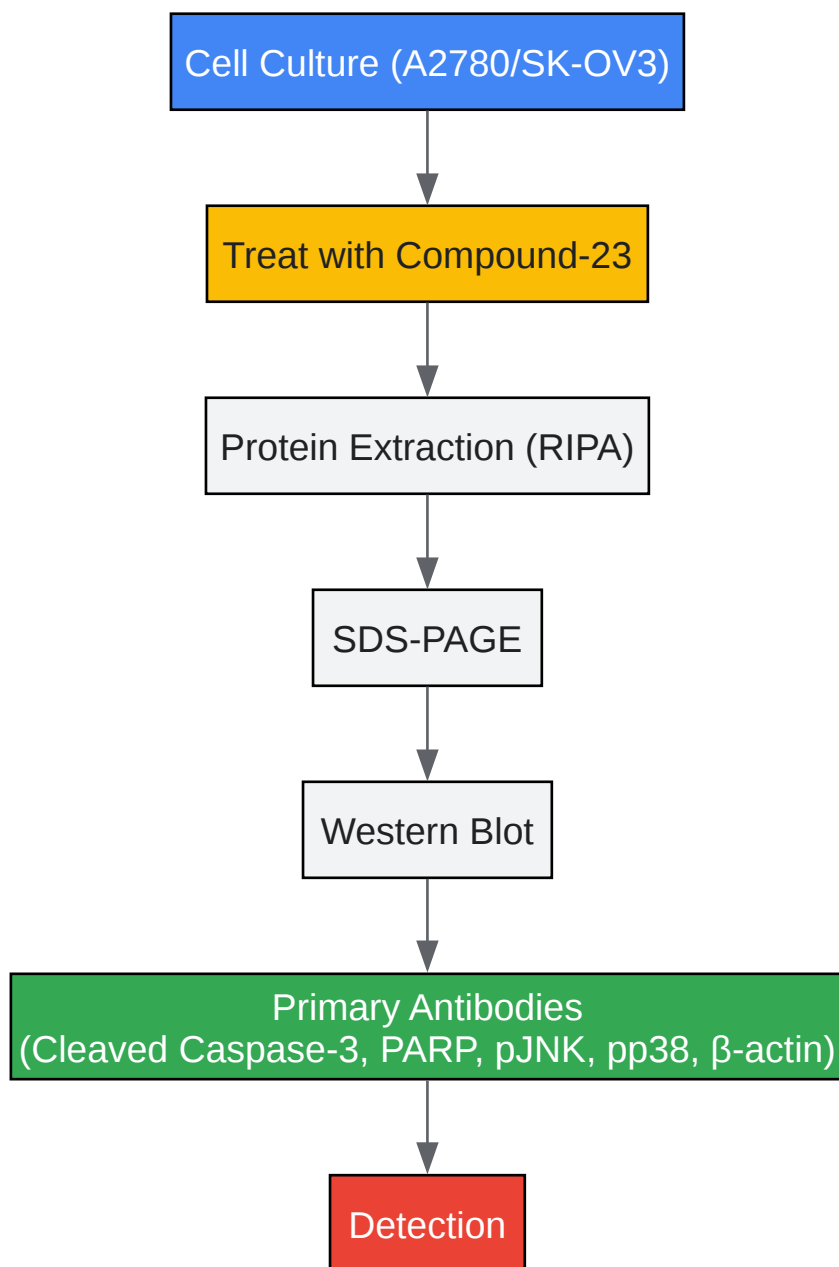 Cell Culture (A2780/SK-OV3)
Treat with Compound-23
Protein Extraction (RIPA)
SDS-PAGE
Western Blot
Primary Antibodies
(Cleaved Caspase-3, PARP, pJNK, pp38, β-actin)
Detection